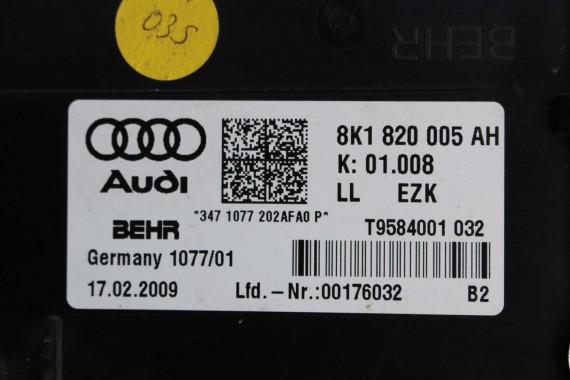 03S
BEHR
Audi
8K1 820 005 AH
K: 01.008
LL EZK
*347 1077 202AFA0 P*
BEHR
T9584001 032
Germany 1077/01
17.02.2009
Lfd.-Nr.:00176032
B2